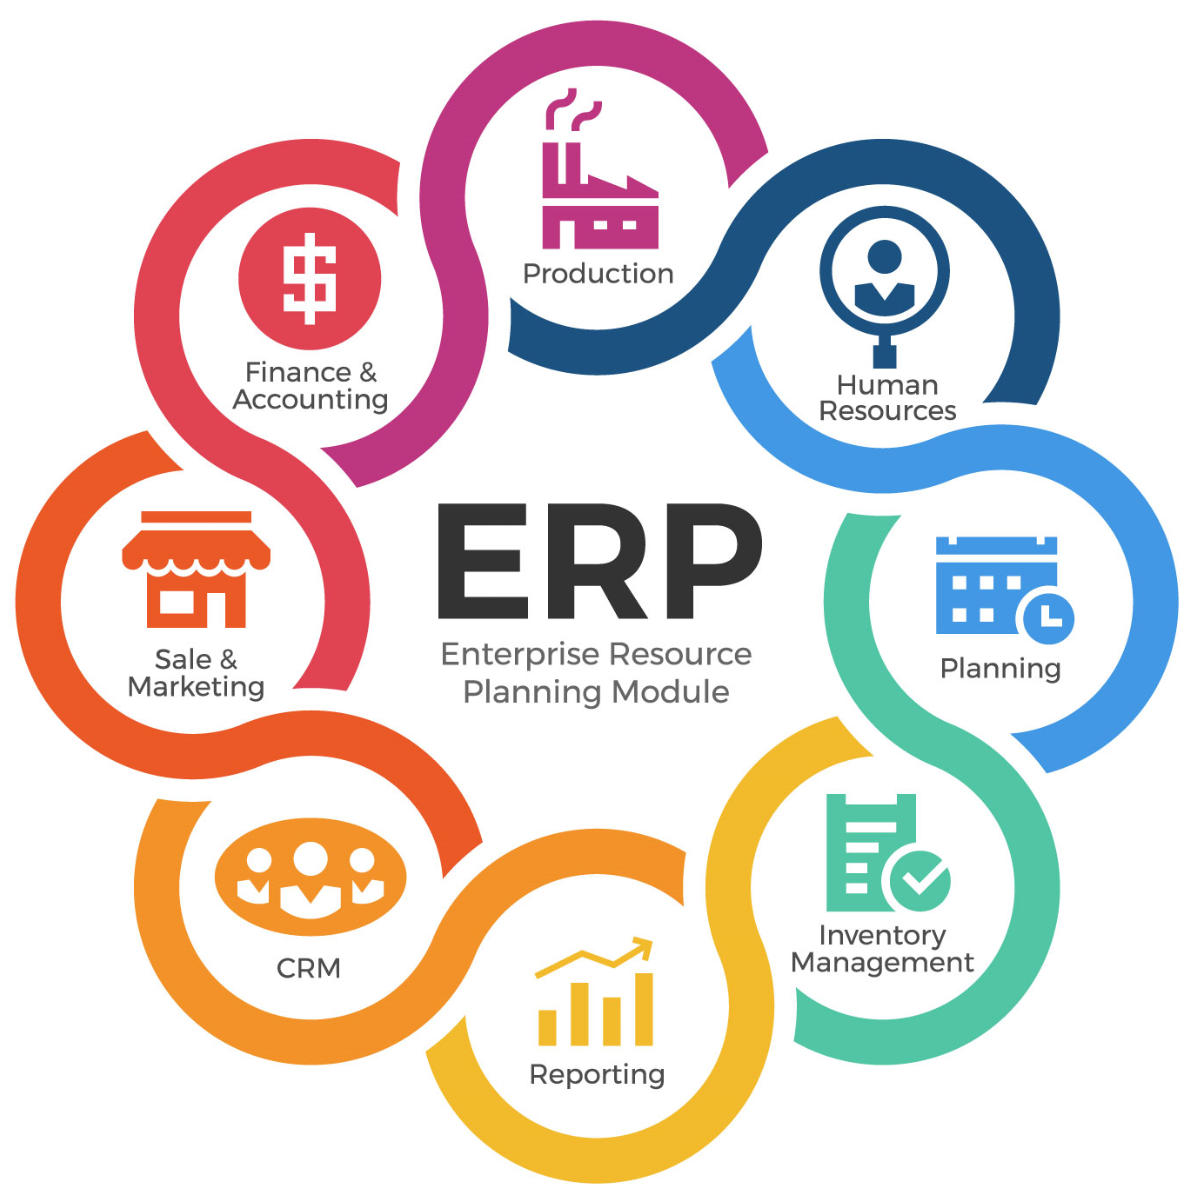 Production
Human
Resources
Planning
Inventory
Management
Reporting
CRM
Sale &
Marketing
Finance &
Accounting
ERP
Enterprise Resource
Planning Module